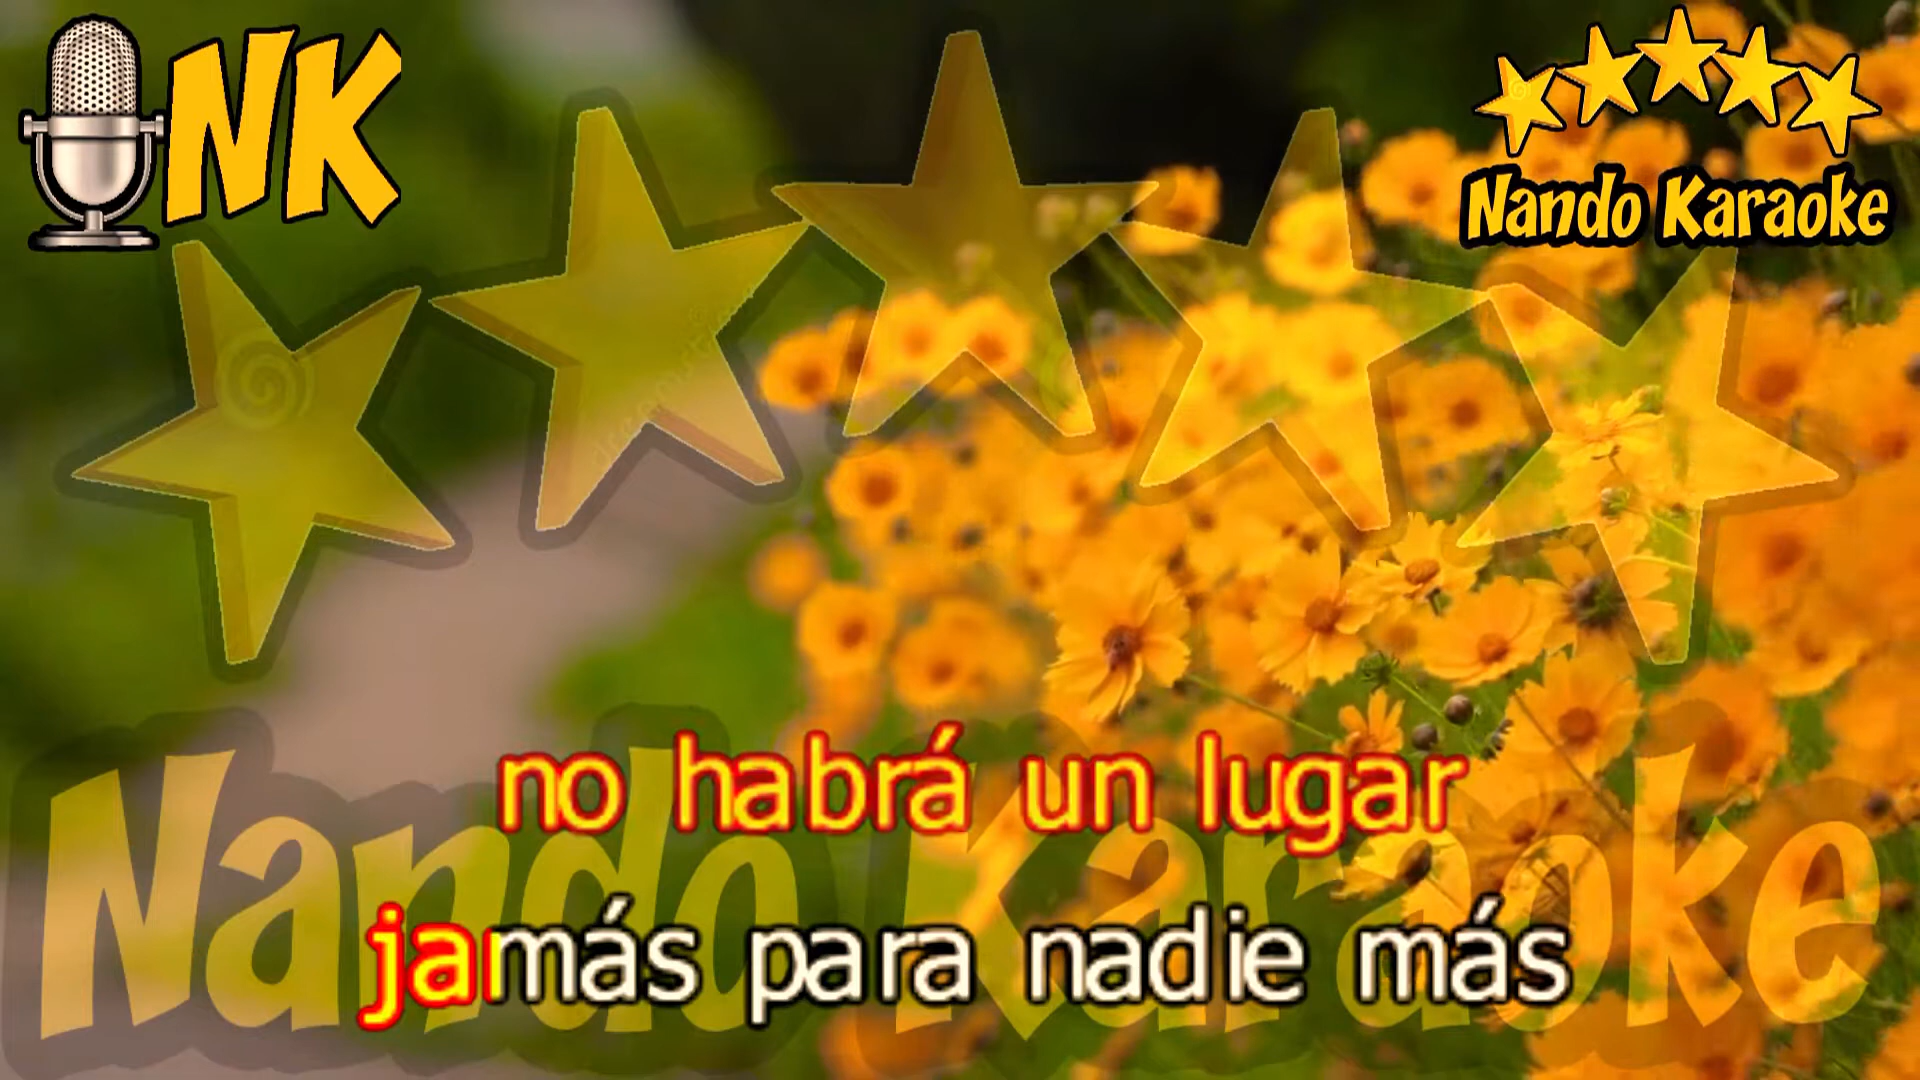 NK
Nando Karaoke
no habrá un lugar
jamás para nadie más
Nando Karaoke